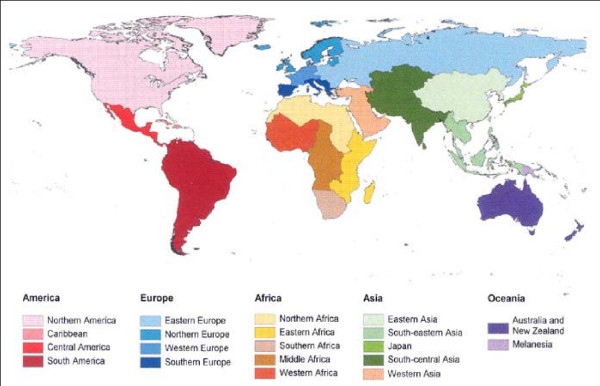 America
Northern America
Caribbean
Central America
South America
Europe
Eastern Europe
Northern Europe
Western Europe
Southern Europe
Africa
Northern Africa
Eastern Africa
Southern Africa
Middle Africa
Western Africa
Asia
Eastern Asia
South-eastern Asia
Japan
South-central Asia
Western Asia
Oceania
Australia and
New Zealand
Melanesia